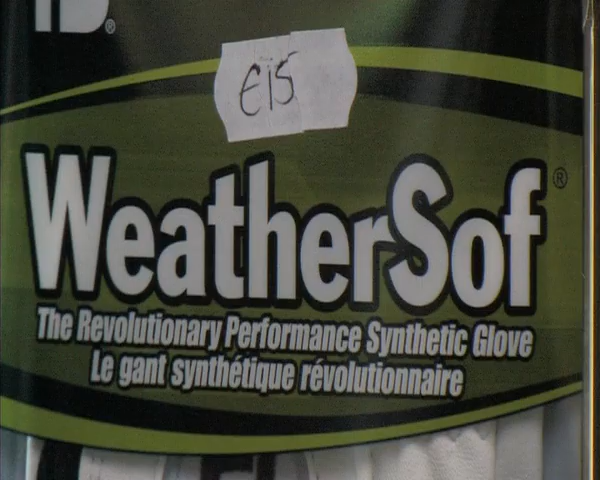 €15
WeatherSof®
The Revolutionary Performance Synthetic Glove
Le gant synthétique révolutionnaire